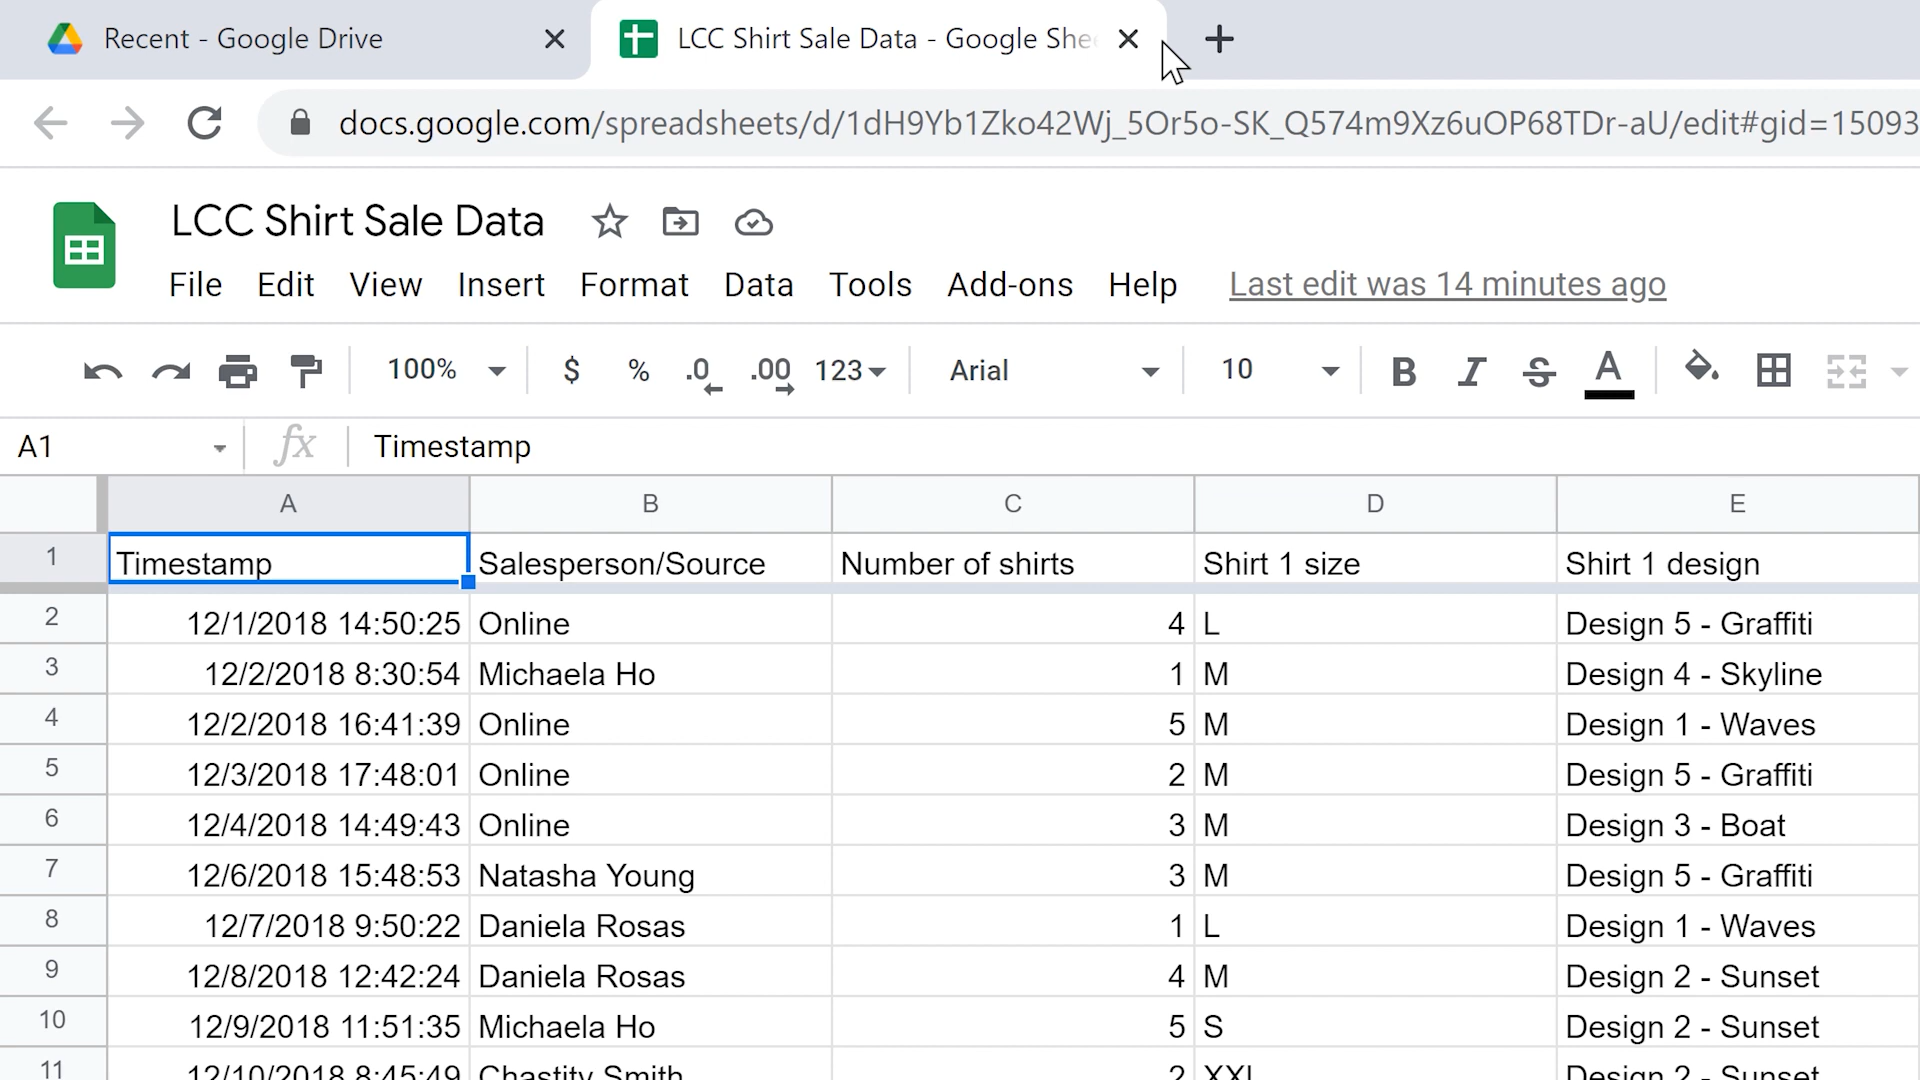 Recent - Google Drive
LCC Shirt Sale Data - Google She
docs.google.com/spreadsheets/d/1dH9Yb1Zko42Wj_5Or5o-SK_Q574m9Xz6uOP68TDr-aU/edit#gid=15093
LCC Shirt Sale Data
File Edit View Insert Format Data Tools Add-ons Help Last edit was 14 minutes ago
100% $ % .0 .00 123 Arial 10 B I S A
A1 fx Timestamp
A B C D E
1 Timestamp Salesperson/Source Number of shirts Shirt 1 size Shirt 1 design
2 12/1/2018 14:50:25 Online 4 L Design 5 - Graffiti
3 12/2/2018 8:30:54 Michaela Ho 1 M Design 4 - Skyline
4 12/2/2018 16:41:39 Online 5 M Design 1 - Waves
5 12/3/2018 17:48:01 Online 2 M Design 5 - Graffiti
6 12/4/2018 14:49:43 Online 3 M Design 3 - Boat
7 12/6/2018 15:48:53 Natasha Young 3 M Design 5 - Graffiti
8 12/7/2018 9:50:22 Daniela Rosas 1 L Design 1 - Waves
9 12/8/2018 12:42:24 Daniela Rosas 4 M Design 2 - Sunset
10 12/9/2018 11:51:35 Michaela Ho 5 S Design 2 - Sunset
11 12/10/2018 8:45:49 Chastity Smith 2 XXL Design 2 - Sunset